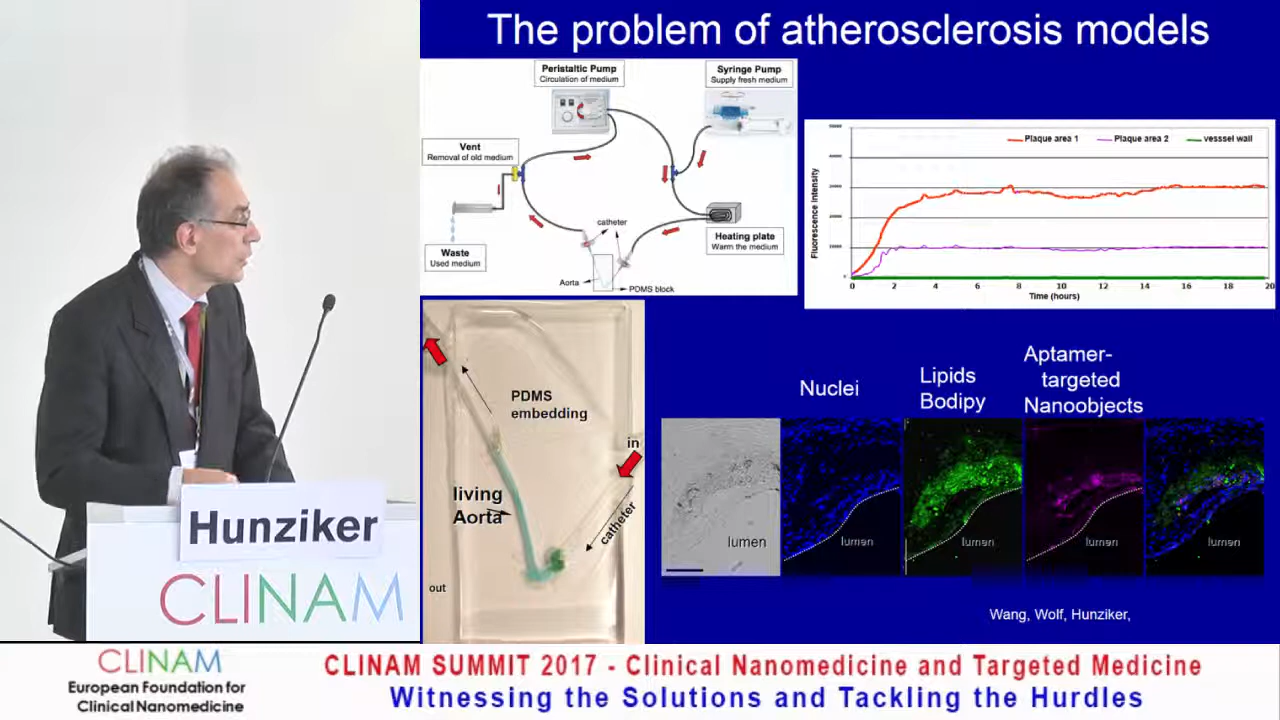 The problem of atherosclerosis models
Peristaltic Pump
Circulation of medium
Syringe Pump
Supply fresh medium
Vent
Removal of old medium
Waste
Used medium
catheter
Heating plate
Warm the medium
Aorta
PDMS block
Plaque area 1
Plaque area 2
vesssel wall
Fluorescence Intensity
0 2 4 6 8 10 12 14 16 18 20
Time (hours)
PDMS
embedding
in
living
Aorta
catheter
out
Nuclei
Lipids
Bodipy
Aptamer-
targeted
Nanoobjects
lumen
lumen
lumen
lumen
lumen
Wang, Wolf, Hunziker,
Hunziker
CLINAM
CLINAM
European Foundation for
Clinical Nanomedicine
CLINAM SUMMIT 2017 - Clinical Nanomedicine and Targeted Medicine
Witnessing the Solutions and Tackling the Hurdles